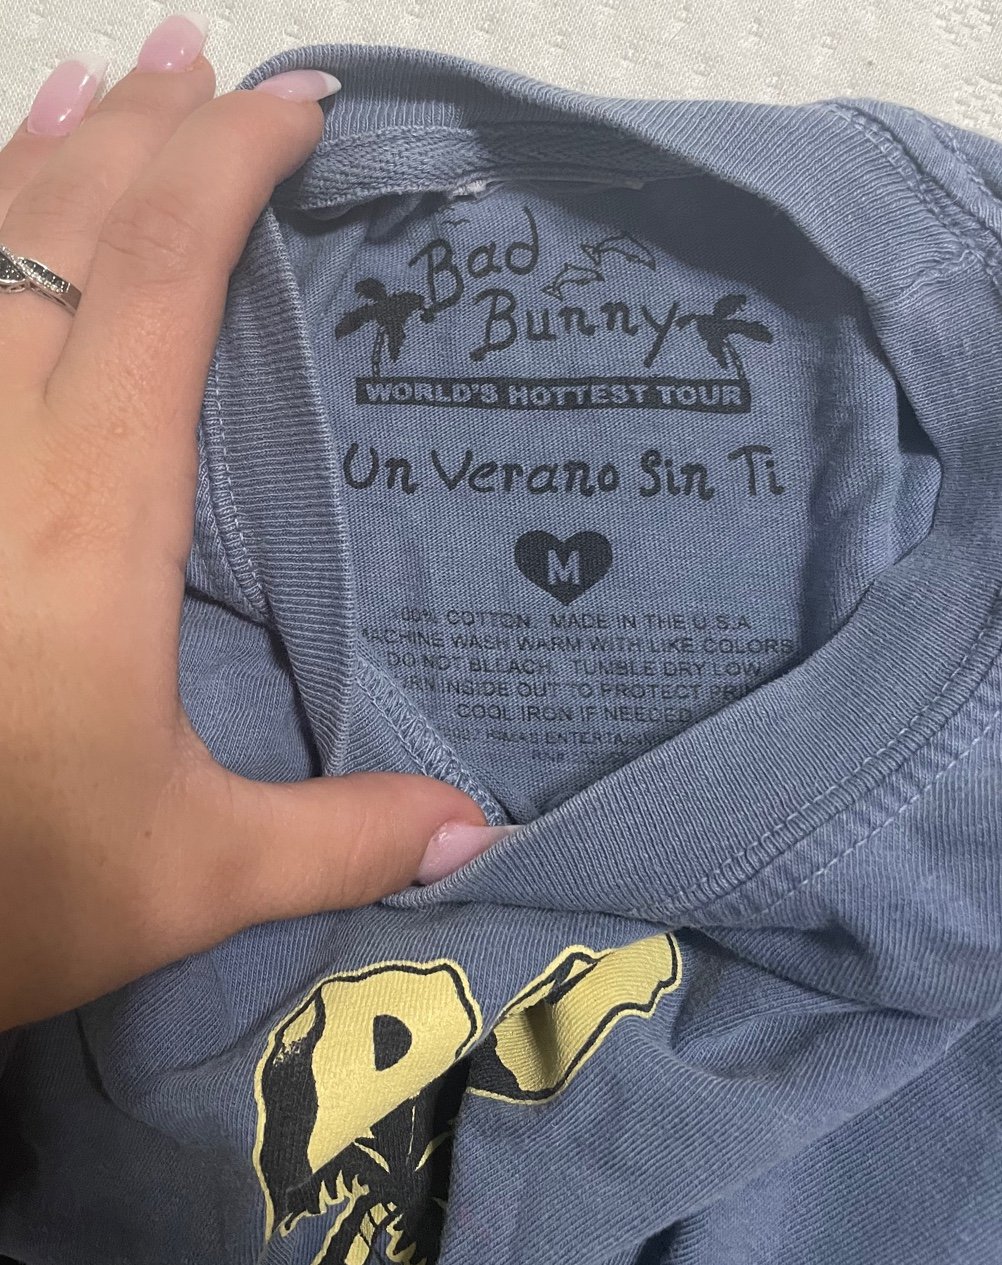 Bad
Bunny
WORLD'S HOTTEST TOUR
Un Verano Sin Ti
M
COTTON. MADE IN THE U.S.A
MACHINE WASH WARM WITH LIKE COLORS
DO NOT BLEACH. TUMBLE DRY LOW
INSIDE OUT TO PROTECT
COOL IRON IF NEEDED